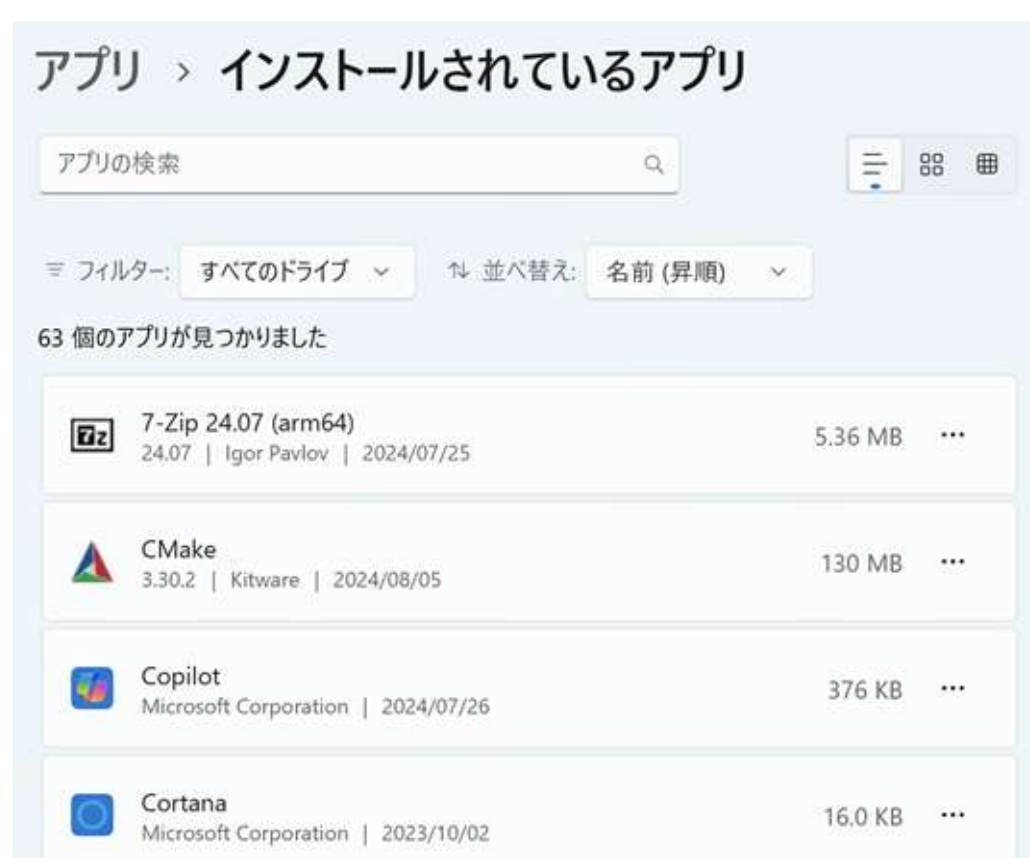 アプリ > インストールされているアプリ
アプリの検索
フィルター: すべてのドライブ 並べ替え: 名前 (昇順)
63 個のアプリが見つかりました
7-Zip 24.07 (arm64)
24.07 | Igor Pavlov | 2024/07/25
5.36 MB
CMake
3.30.2 | Kitware | 2024/08/05
130 MB
Copilot
Microsoft Corporation | 2024/07/26
376 KB
Cortana
Microsoft Corporation | 2023/10/02
16.0 KB